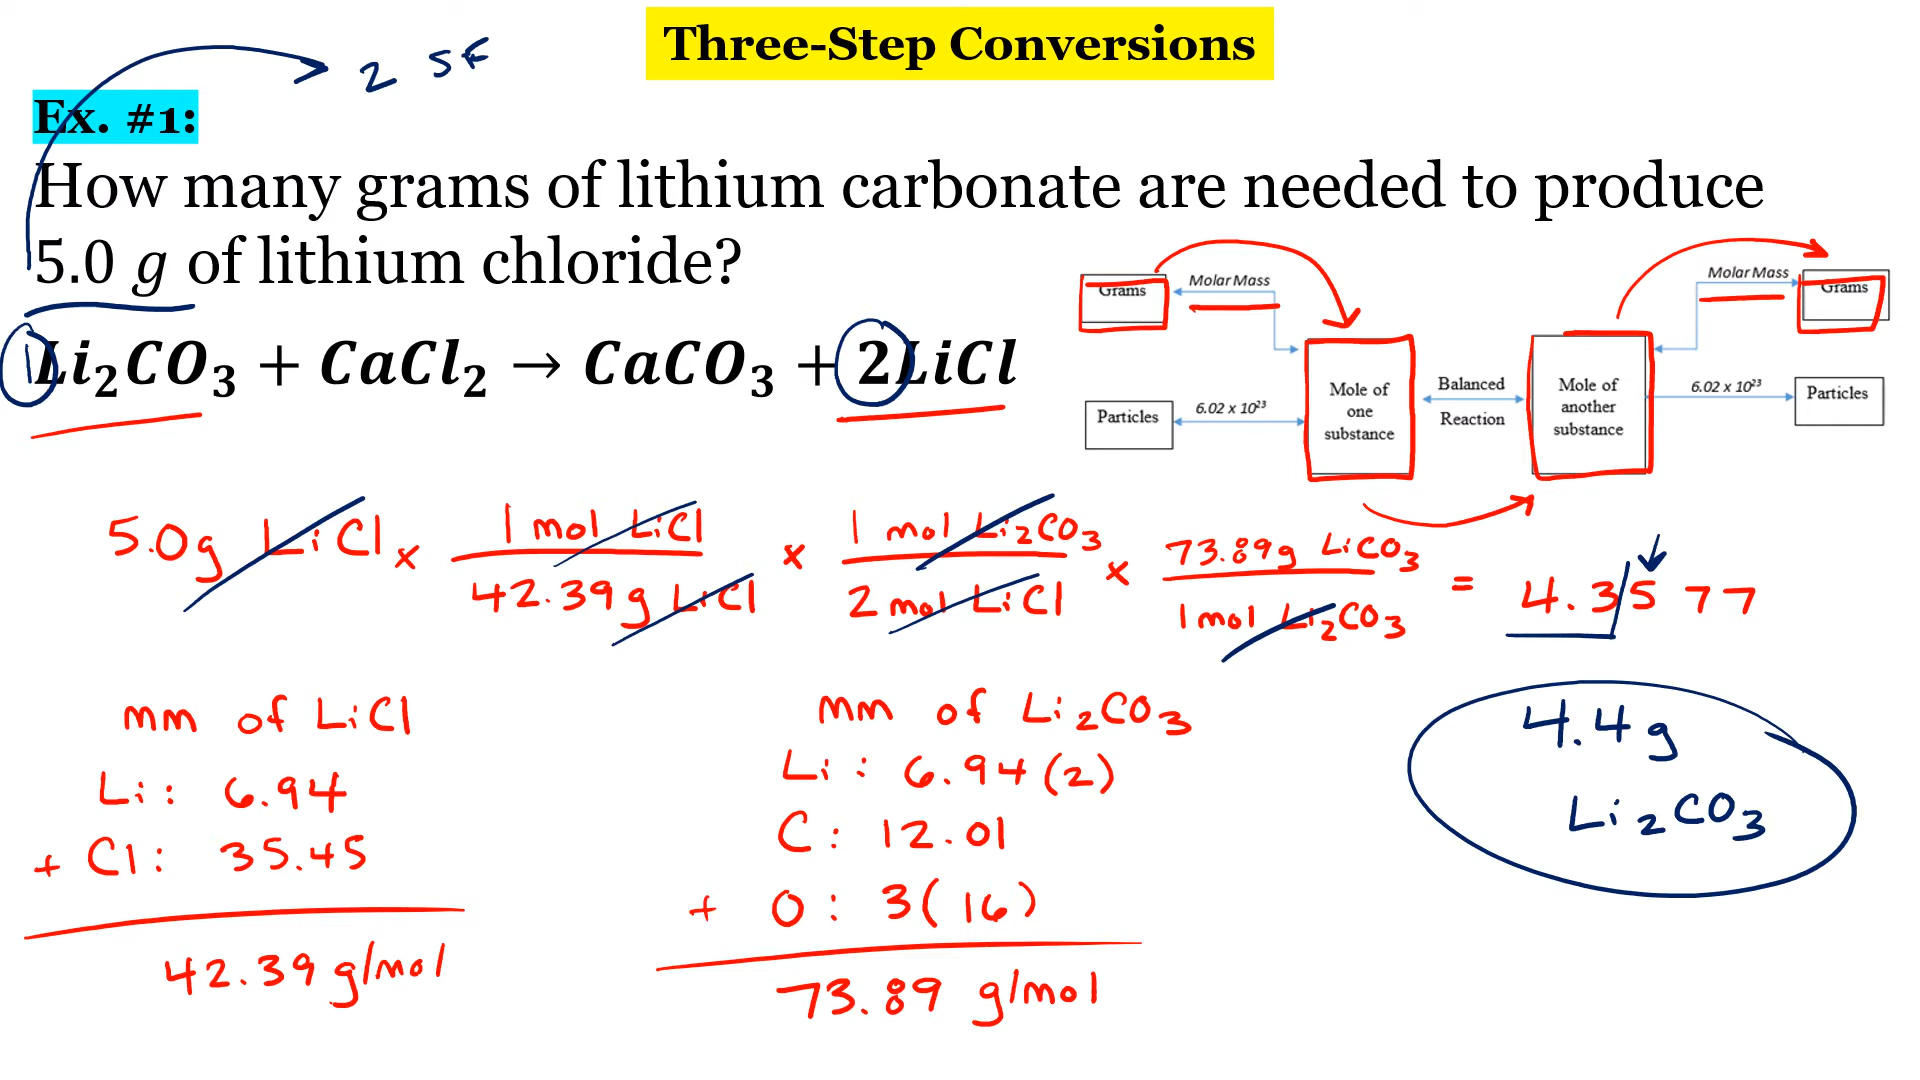 Three-Step Conversions
2 SF
Ex. #1:
How many grams of lithium carbonate are needed to produce
5.0 g of lithium chloride?
1Li₂CO₃ + CaCl₂ → CaCO₃ + 2LiCl
Grams
Molar Mass
Molar Mass
Grams
Particles
6.02 x 10²³
Mole of
one
substance
Balanced
Reaction
Mole of
another
substance
6.02 x 10²³
Particles
5.0g LiCl x 1 mol LiCl / 42.39 g LiCl x 1 mol Li₂CO₃ / 2 mol LiCl x 73.89g LiCO₃ / 1 mol Li₂CO₃ = 4.3577
mm of LiCl
Li: 6.94
+ Cl: 35.45
42.39 g/mol
mm of Li₂CO₃
Li: 6.94(2)
C: 12.01
+ O: 3(16)
73.89 g/mol
4.4g
Li₂CO₃